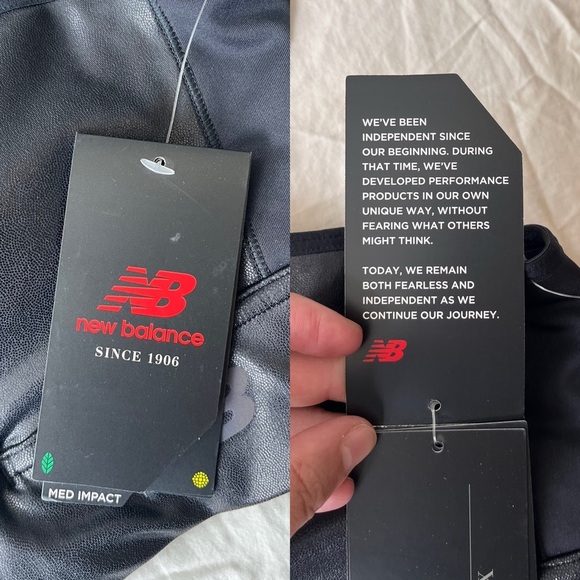 NB
new balance
SINCE 1906
MED IMPACT
WE'VE BEEN
INDEPENDENT SINCE
OUR BEGINNING. DURING
THAT TIME, WE'VE
DEVELOPED PERFORMANCE
PRODUCTS IN OUR OWN
UNIQUE WAY, WITHOUT
FEARING WHAT OTHERS
MIGHT THINK.
TODAY, WE REMAIN
BOTH FEARLESS AND
INDEPENDENT AS WE
CONTINUE OUR JOURNEY.
NB